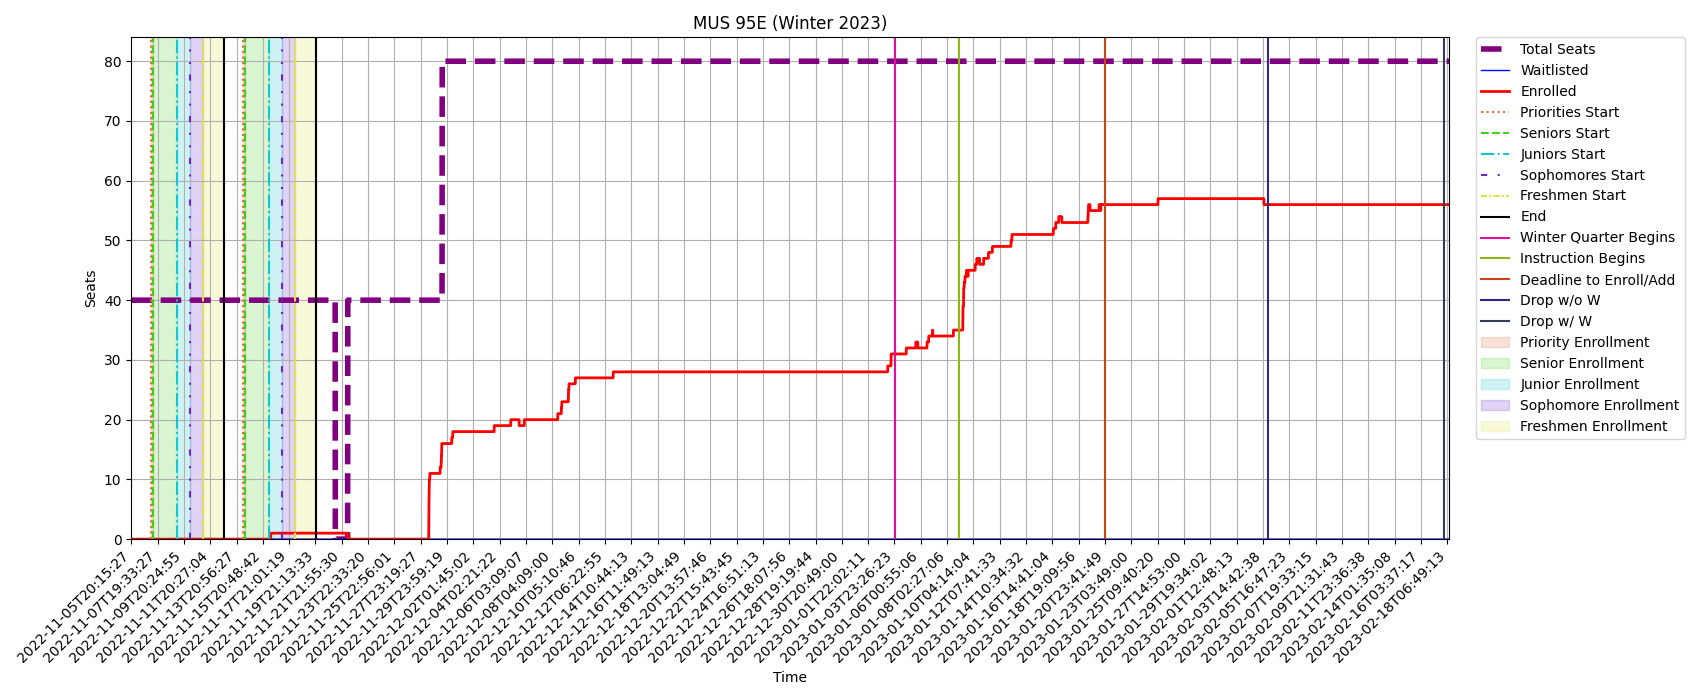 MUS 95E (Winter 2023)
Seats
80
70
60
50
40
30
20
10
0
2022-11-05T20:15:27
2022-11-07T19:33:27
2022-11-09T20:24:55
2022-11-11T20:27:04
2022-11-13T20:56:27
2022-11-15T20:48:42
2022-11-17T21:01:19
2022-11-19T21:13:33
2022-11-21T21:55:30
2022-11-23T22:33:20
2022-11-25T22:56:01
2022-11-27T23:19:27
2022-11-29T23:59:19
2022-12-04T01:45:02
2022-12-04T02:21:22
2022-12-06T03:09:07
2022-12-08T04:09:00
2022-12-10T05:10:46
2022-12-12T06:22:55
2022-12-14T10:44:13
2022-12-16T11:49:13
2022-12-18T13:04:49
2022-12-20T13:57:46
2022-12-22T15:43:45
2022-12-24T16:51:13
2022-12-26T18:07:56
2022-12-28T19:19:44
2022-12-30T20:49:00
2023-01-01T22:02:11
2023-01-03T23:26:23
2023-01-06T00:55:06
2023-01-08T02:27:06
2023-01-10T04:14:04
2023-01-12T07:41:33
2023-01-14T10:34:32
2023-01-16T14:41:04
2023-01-18T19:09:56
2023-01-20T23:41:49
2023-01-23T03:49:00
2023-01-25T09:40:20
2023-01-27T14:53:00
2023-01-29T19:34:02
2023-02-01T12:48:13
2023-02-03T14:42:38
2023-02-05T16:47:23
2023-02-07T19:33:15
2023-02-09T21:31:43
2023-02-11T23:36:38
2023-02-14T01:35:08
2023-02-16T03:37:17
2023-02-18T06:49:13
Time
Total Seats
Waitlisted
Enrolled
Priorities Start
Seniors Start
Juniors Start
Sophomores Start
Freshmen Start
End
Winter Quarter Begins
Instruction Begins
Deadline to Enroll/Add
Drop w/o W
Drop w/ W
Priority Enrollment
Senior Enrollment
Junior Enrollment
Sophomore Enrollment
Freshmen Enrollment